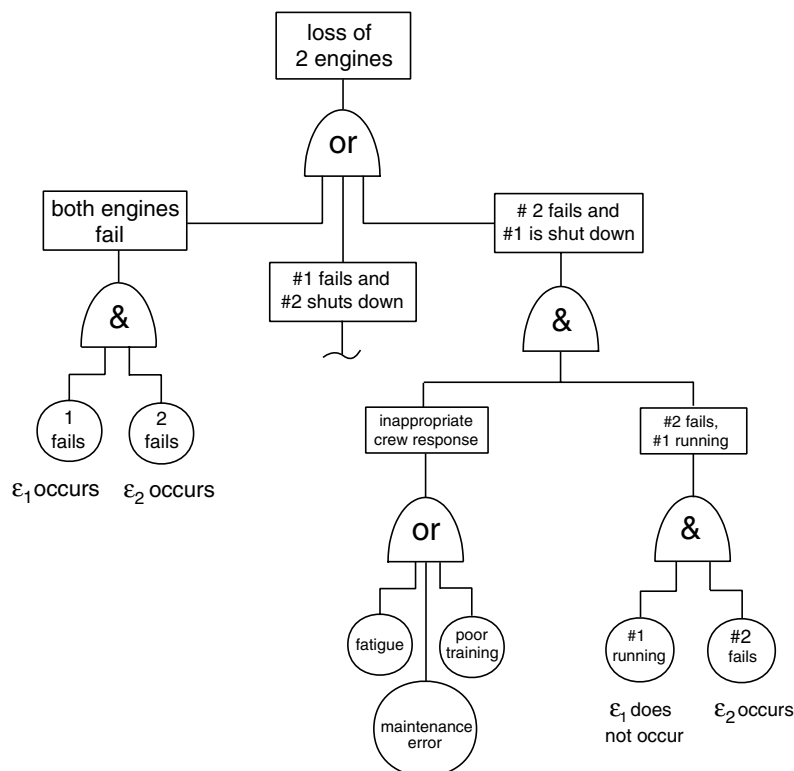 loss of
2 engines
or
both engines
fail
#1 fails and
#2 shuts down
# 2 fails and
#1 is shut down
&
&
1
fails
2
fails
ε1 occurs
ε2 occurs
inappropriate
crew response
#2 fails,
#1 running
or
&
fatigue
poor
training
maintenance
error
#1
running
#2
fails
ε1 does
not occur
ε2 occurs